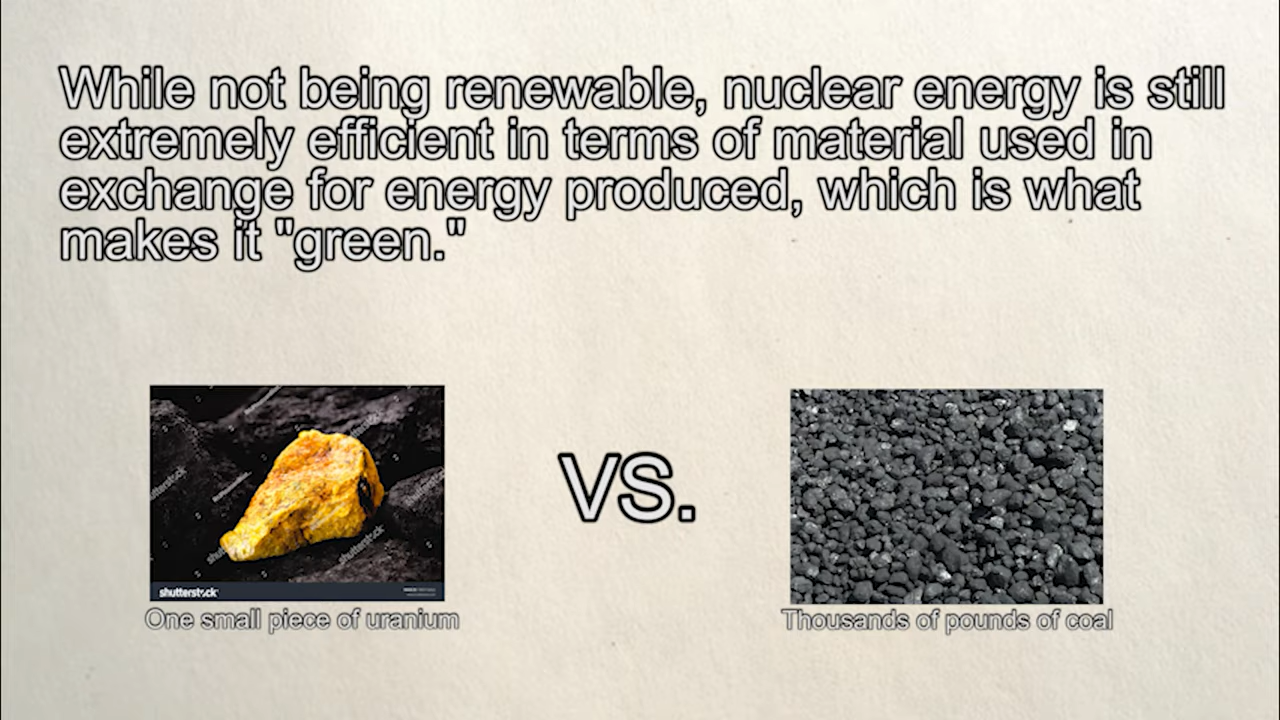 While not being renewable, nuclear energy is still
extremely efficient in terms of material used in
exchange for energy produced, which is what
makes it "green."
vs.
shutterstock
One small piece of uranium
Thousands of pounds of coal